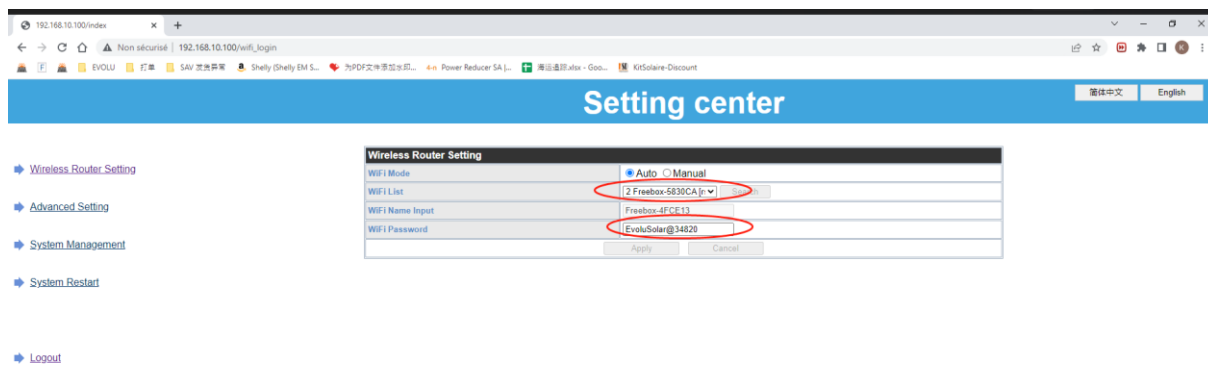 192.168.10.100/index
Non sécurisé | 192.168.10.100/wifi_login
EVOLU 打单 SAV 发货异常 Shelly (Shelly EM S... 为PDF文件添加水印... Power Reducer SA |... 海运追踪.xlsx - Goo... KitSolaire-Discount
Setting center
简体中文 English
Wireless Router Setting
Advanced Setting
System Management
System Restart
Logout
Wireless Router Setting
WiFi Mode Auto Manual
WiFi List 2 Freebox-5830CA [n Search
WiFi Name Input Freebox-4FCE13
WiFi Password EvoluSolar@34820
Apply Cancel